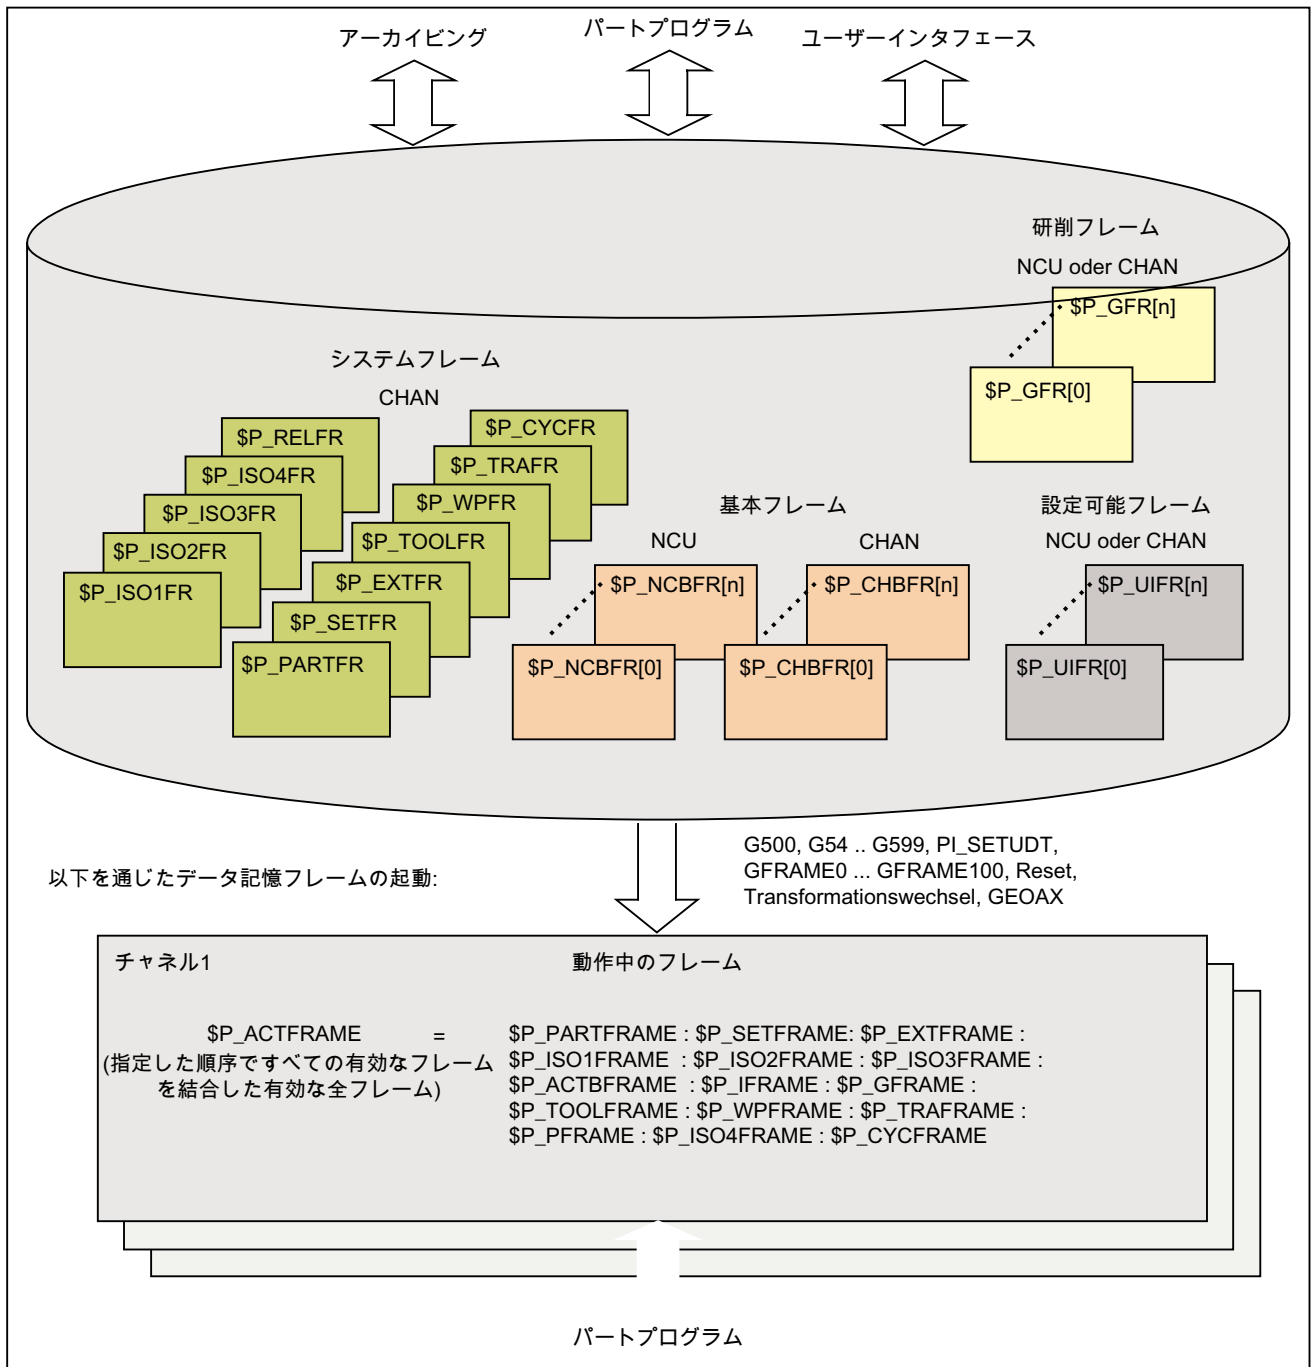 アーカイビング
パートプログラム
ユーザーインタフェース
研削フレーム
NCU oder CHAN
$P_GFR[n]
$P_GFR[0]
システムフレーム
CHAN
$P_RELFR
$P_ISO4FR
$P_ISO3FR
$P_ISO2FR
$P_ISO1FR
$P_CYCFR
$P_TRAFR
$P_WPFR
$P_TOOLFR
$P_EXTFR
$P_SETFR
$P_PARTFR
基本フレーム
NCU
CHAN
$P_NCBFR[n]
$P_NCBFR[0]
$P_CHBFR[n]
$P_CHBFR[0]
設定可能フレーム
NCU oder CHAN
$P_UIFR[n]
$P_UIFR[0]
以下を通じたデータ記憶フレームの起動:
G500, G54 .. G599, PI_SETUDT,
GFRAME0 ... GFRAME100, Reset,
Transformationswechsel, GEOAX
チャネル1
動作中のフレーム
$P_ACTFRAME =
(指定した順序ですべての有効なフレーム
を結合した有効な全フレーム)
$P_PARTFRAME : $P_SETFRAME: $P_EXTFRAME :
$P_ISO1FRAME : $P_ISO2FRAME : $P_ISO3FRAME :
$P_ACTBFRAME : $P_IFRAME : $P_GFRAME :
$P_TOOLFRAME : $P_WPFRAME : $P_TRAFRAME :
$P_PFRAME : $P_ISO4FRAME : $P_CYCFRAME
パートプログラム